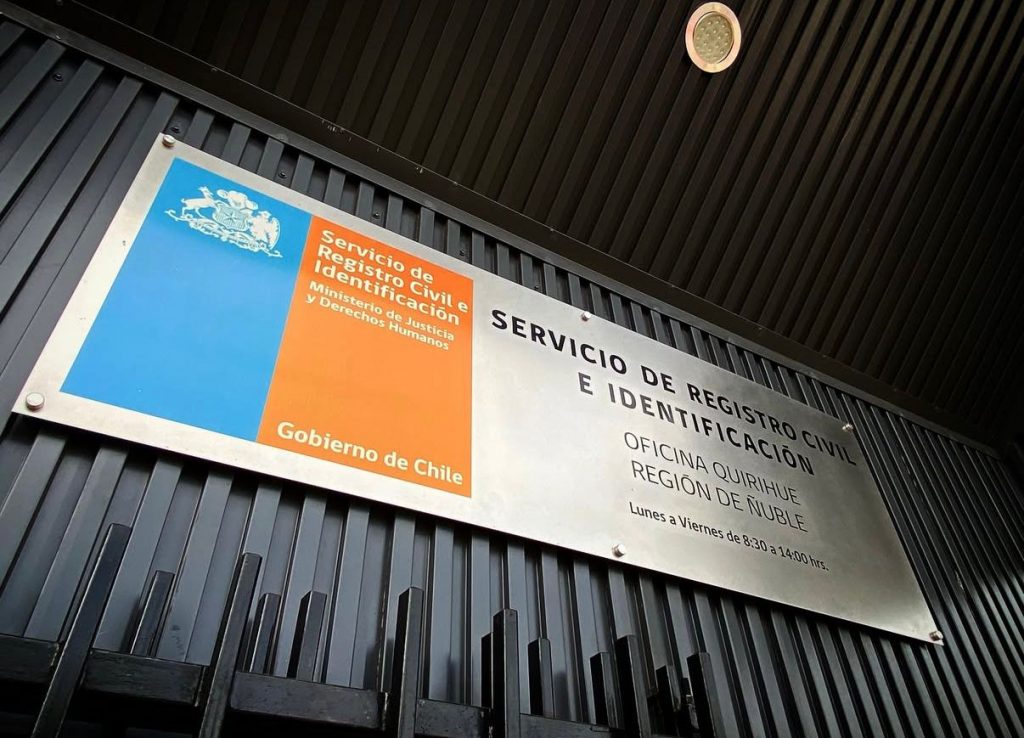 Servicio de
Registro Civil e
Identificación
Ministerio de Justicia
y Derechos Humanos
Gobierno de Chile
SERVICIO DE REGISTRO CIVIL
E IDENTIFICACIÓN
OFICINA QUIRIHUE
REGIÓN DE ÑUBLE
Lunes a Viernes de 8:30 a 14:00 hrs.